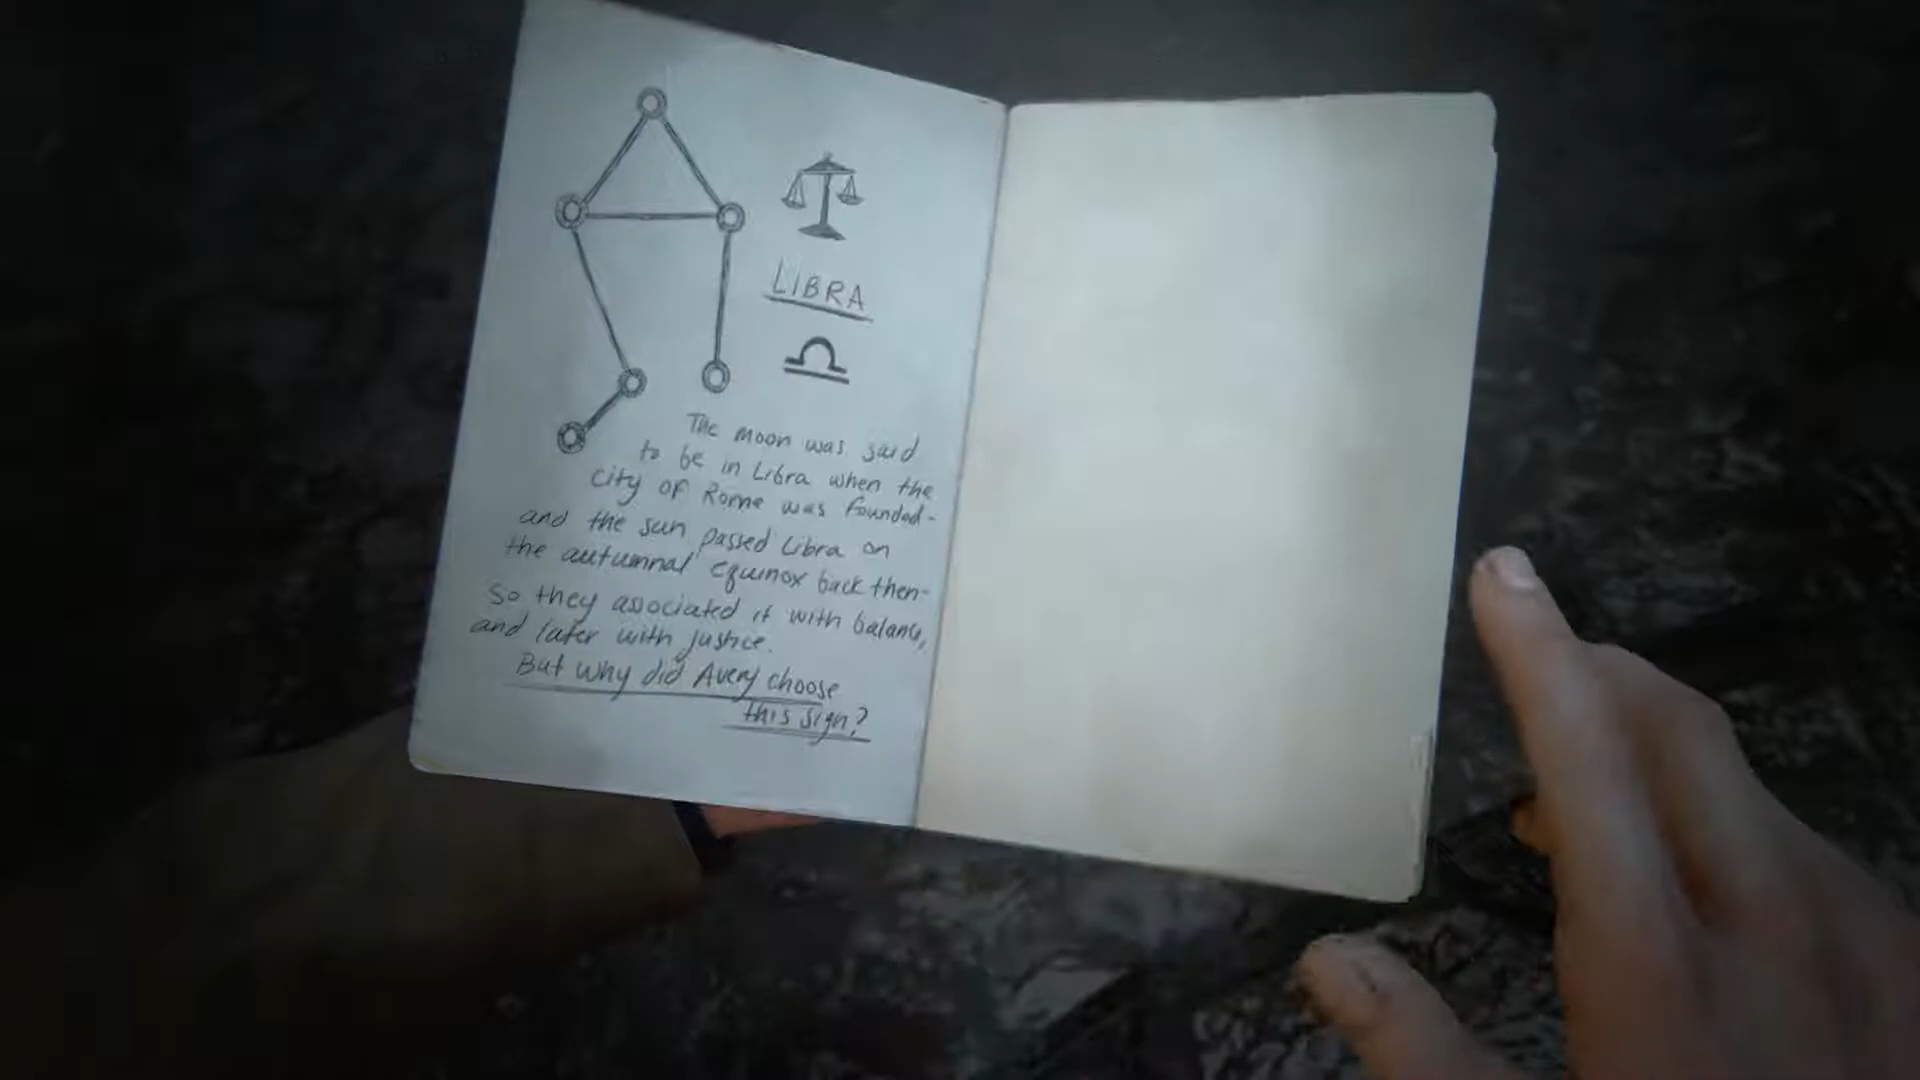 LIBRA
The moon was said
to be in Libra when the
city of Rome was founded-
and the sun passed Libra on
the autumnal equinox back then-
so they associated it with balance,
and later with justice.
But why did Avery choose
this sign?